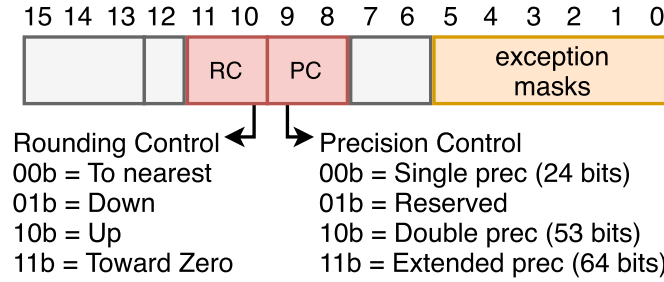 15 14 13 12 11 10 9 8 7 6 5 4 3 2 1 0
RC PC exception
masks
Rounding Control
00b = To nearest
01b = Down
10b = Up
11b = Toward Zero
Precision Control
00b = Single prec (24 bits)
01b = Reserved
10b = Double prec (53 bits)
11b = Extended prec (64 bits)